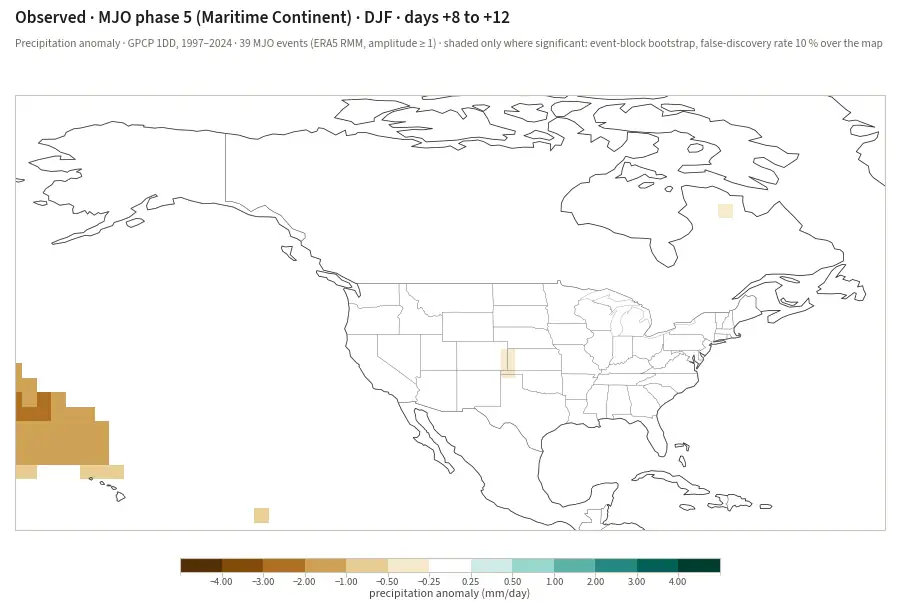 Observed · MJO phase 5 (Maritime Continent) · DJF · days +8 to +12
Precipitation anomaly · GPCP 1DD, 1997–2024 · 39 MJO events (ERA5 RMM, amplitude ≥ 1) · shaded only where significant: event-block bootstrap, false-discovery rate 10 % over the map
−4.00 −3.00 −2.00 −1.00 −0.50 −0.25 0.25 0.50 1.00 2.00 3.00 4.00
precipitation anomaly (mm/day)